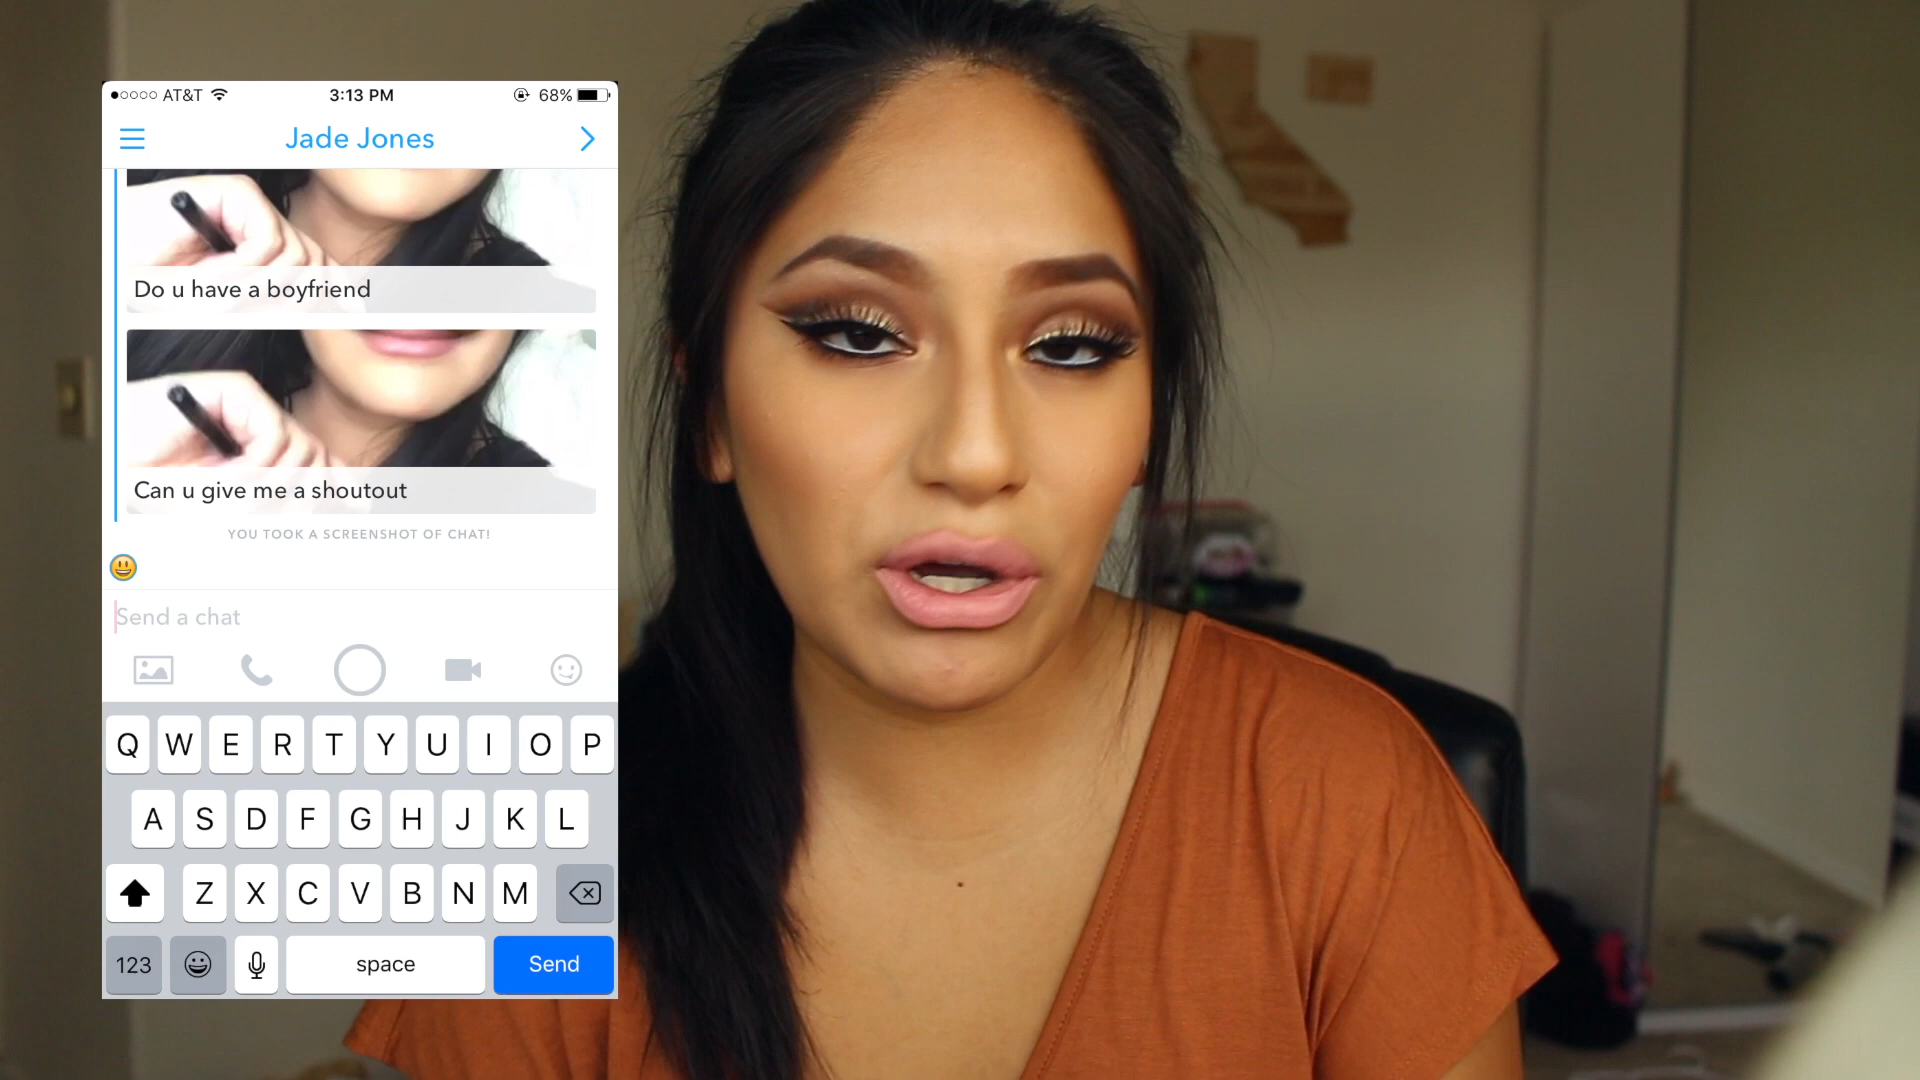 AT&T 3:13 PM 68%
Jade Jones
Do u have a boyfriend
Can u give me a shoutout
YOU TOOK A SCREENSHOT OF CHAT!
Send a chat
Q W E R T Y U I O P
A S D F G H J K L
Z X C V B N M
123 space Send